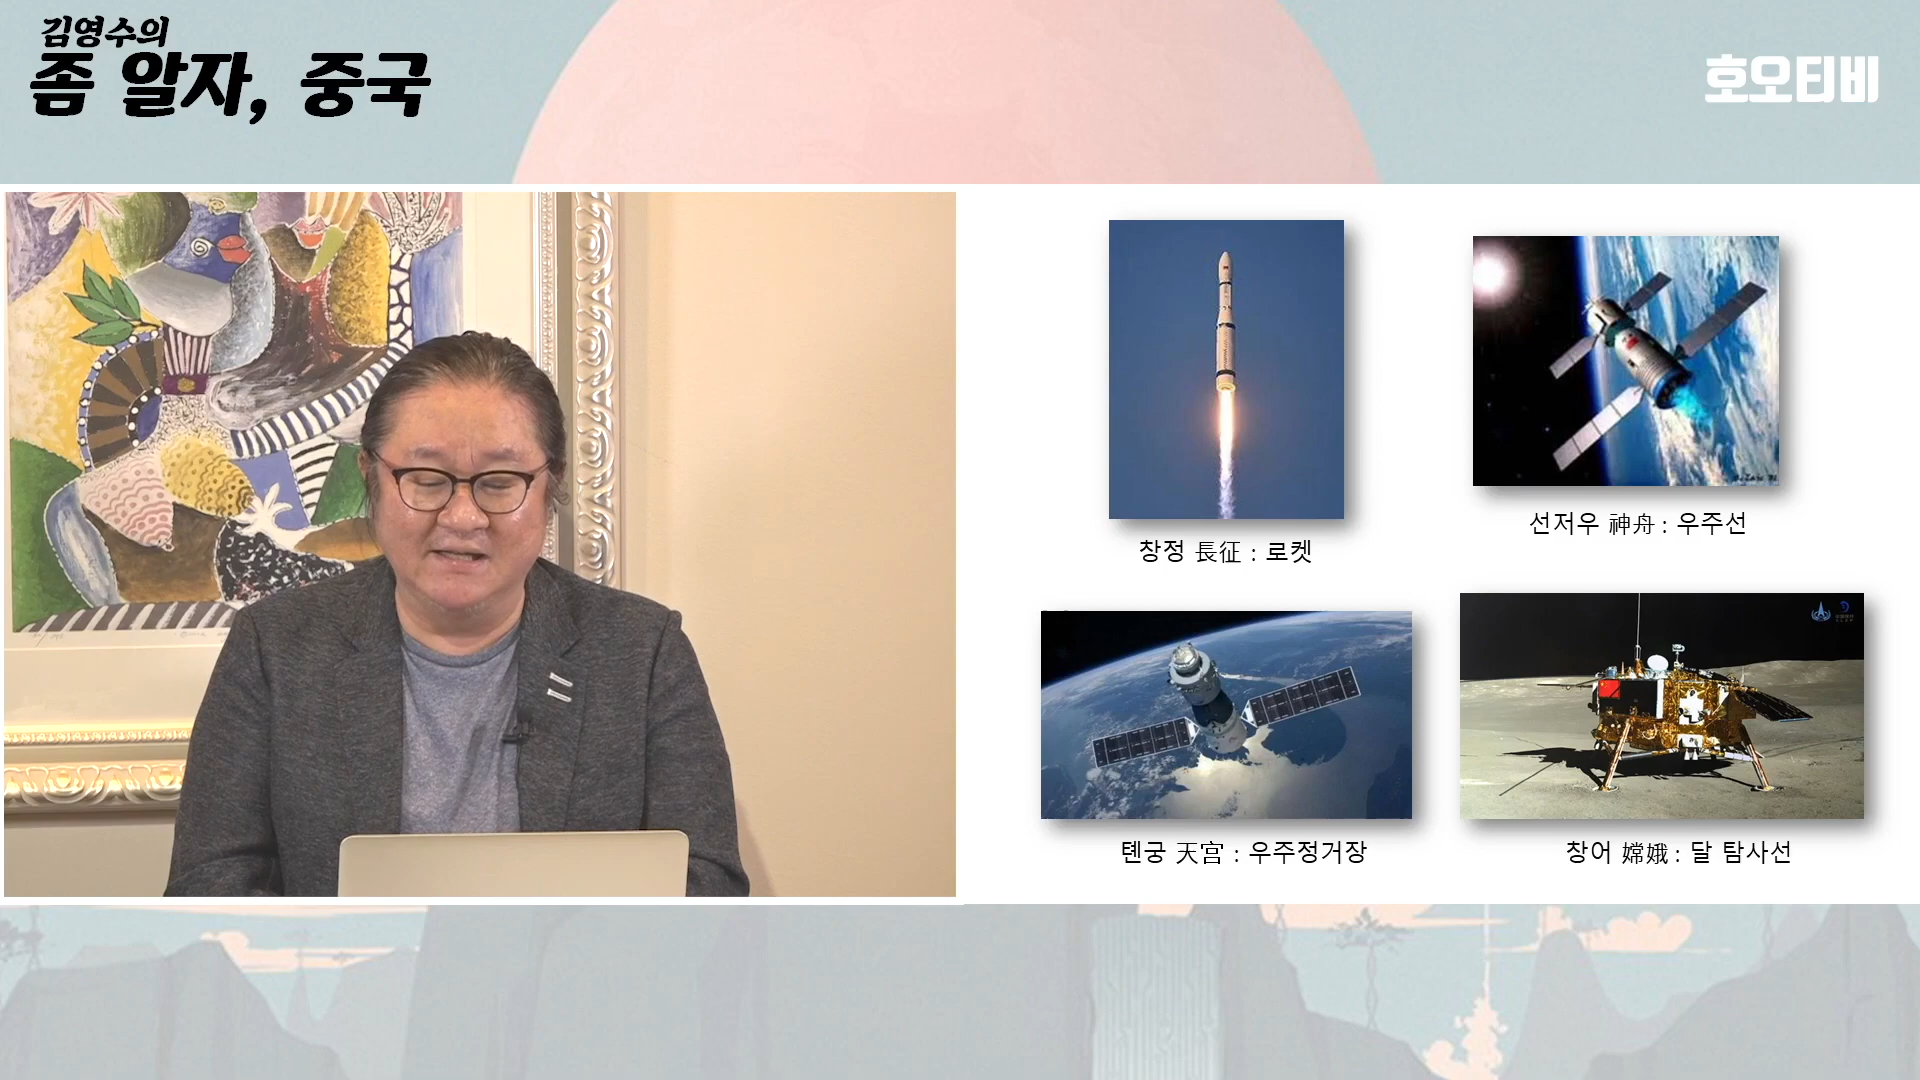 김영수의
좀 알자, 중국
호오티비
창정 長征 : 로켓
선저우 神舟 : 우주선
톈궁 天宫 : 우주정거장
창어 嫦娥 : 달 탐사선